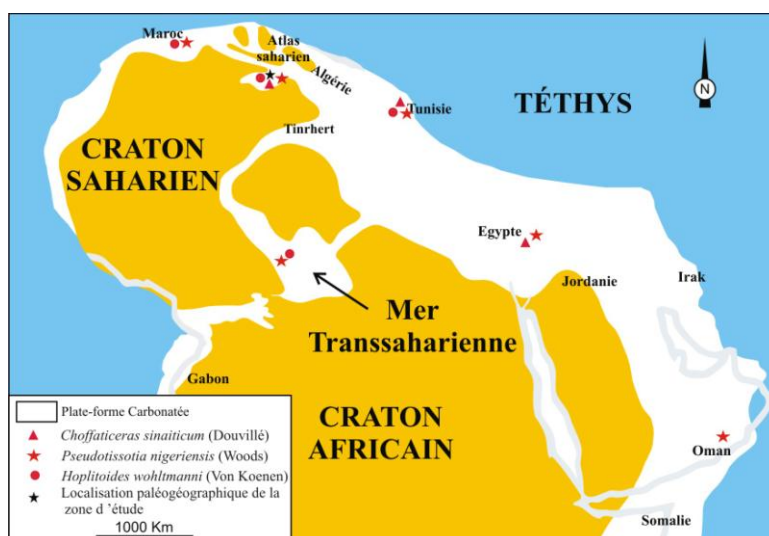 Maroc
Atlas
saharien
Algérie
Tunisie
TÉTHYS
N
Tinrhert
CRATON
SAHARIEN
Egypte
Jordanie
Irak
Mer
Transsaharienne
Gabon
CRATON
AFRICAIN
Oman
Somalie
Plate-forme Carbonatée
Choffaticeras sinaiticum (Douvillé)
Pseudotissotia nigeriensis (Woods)
Hoplitoides wohltmanni (Von Koenen)
Localisation paléogéographique de la
zone d 'étude
1000 Km